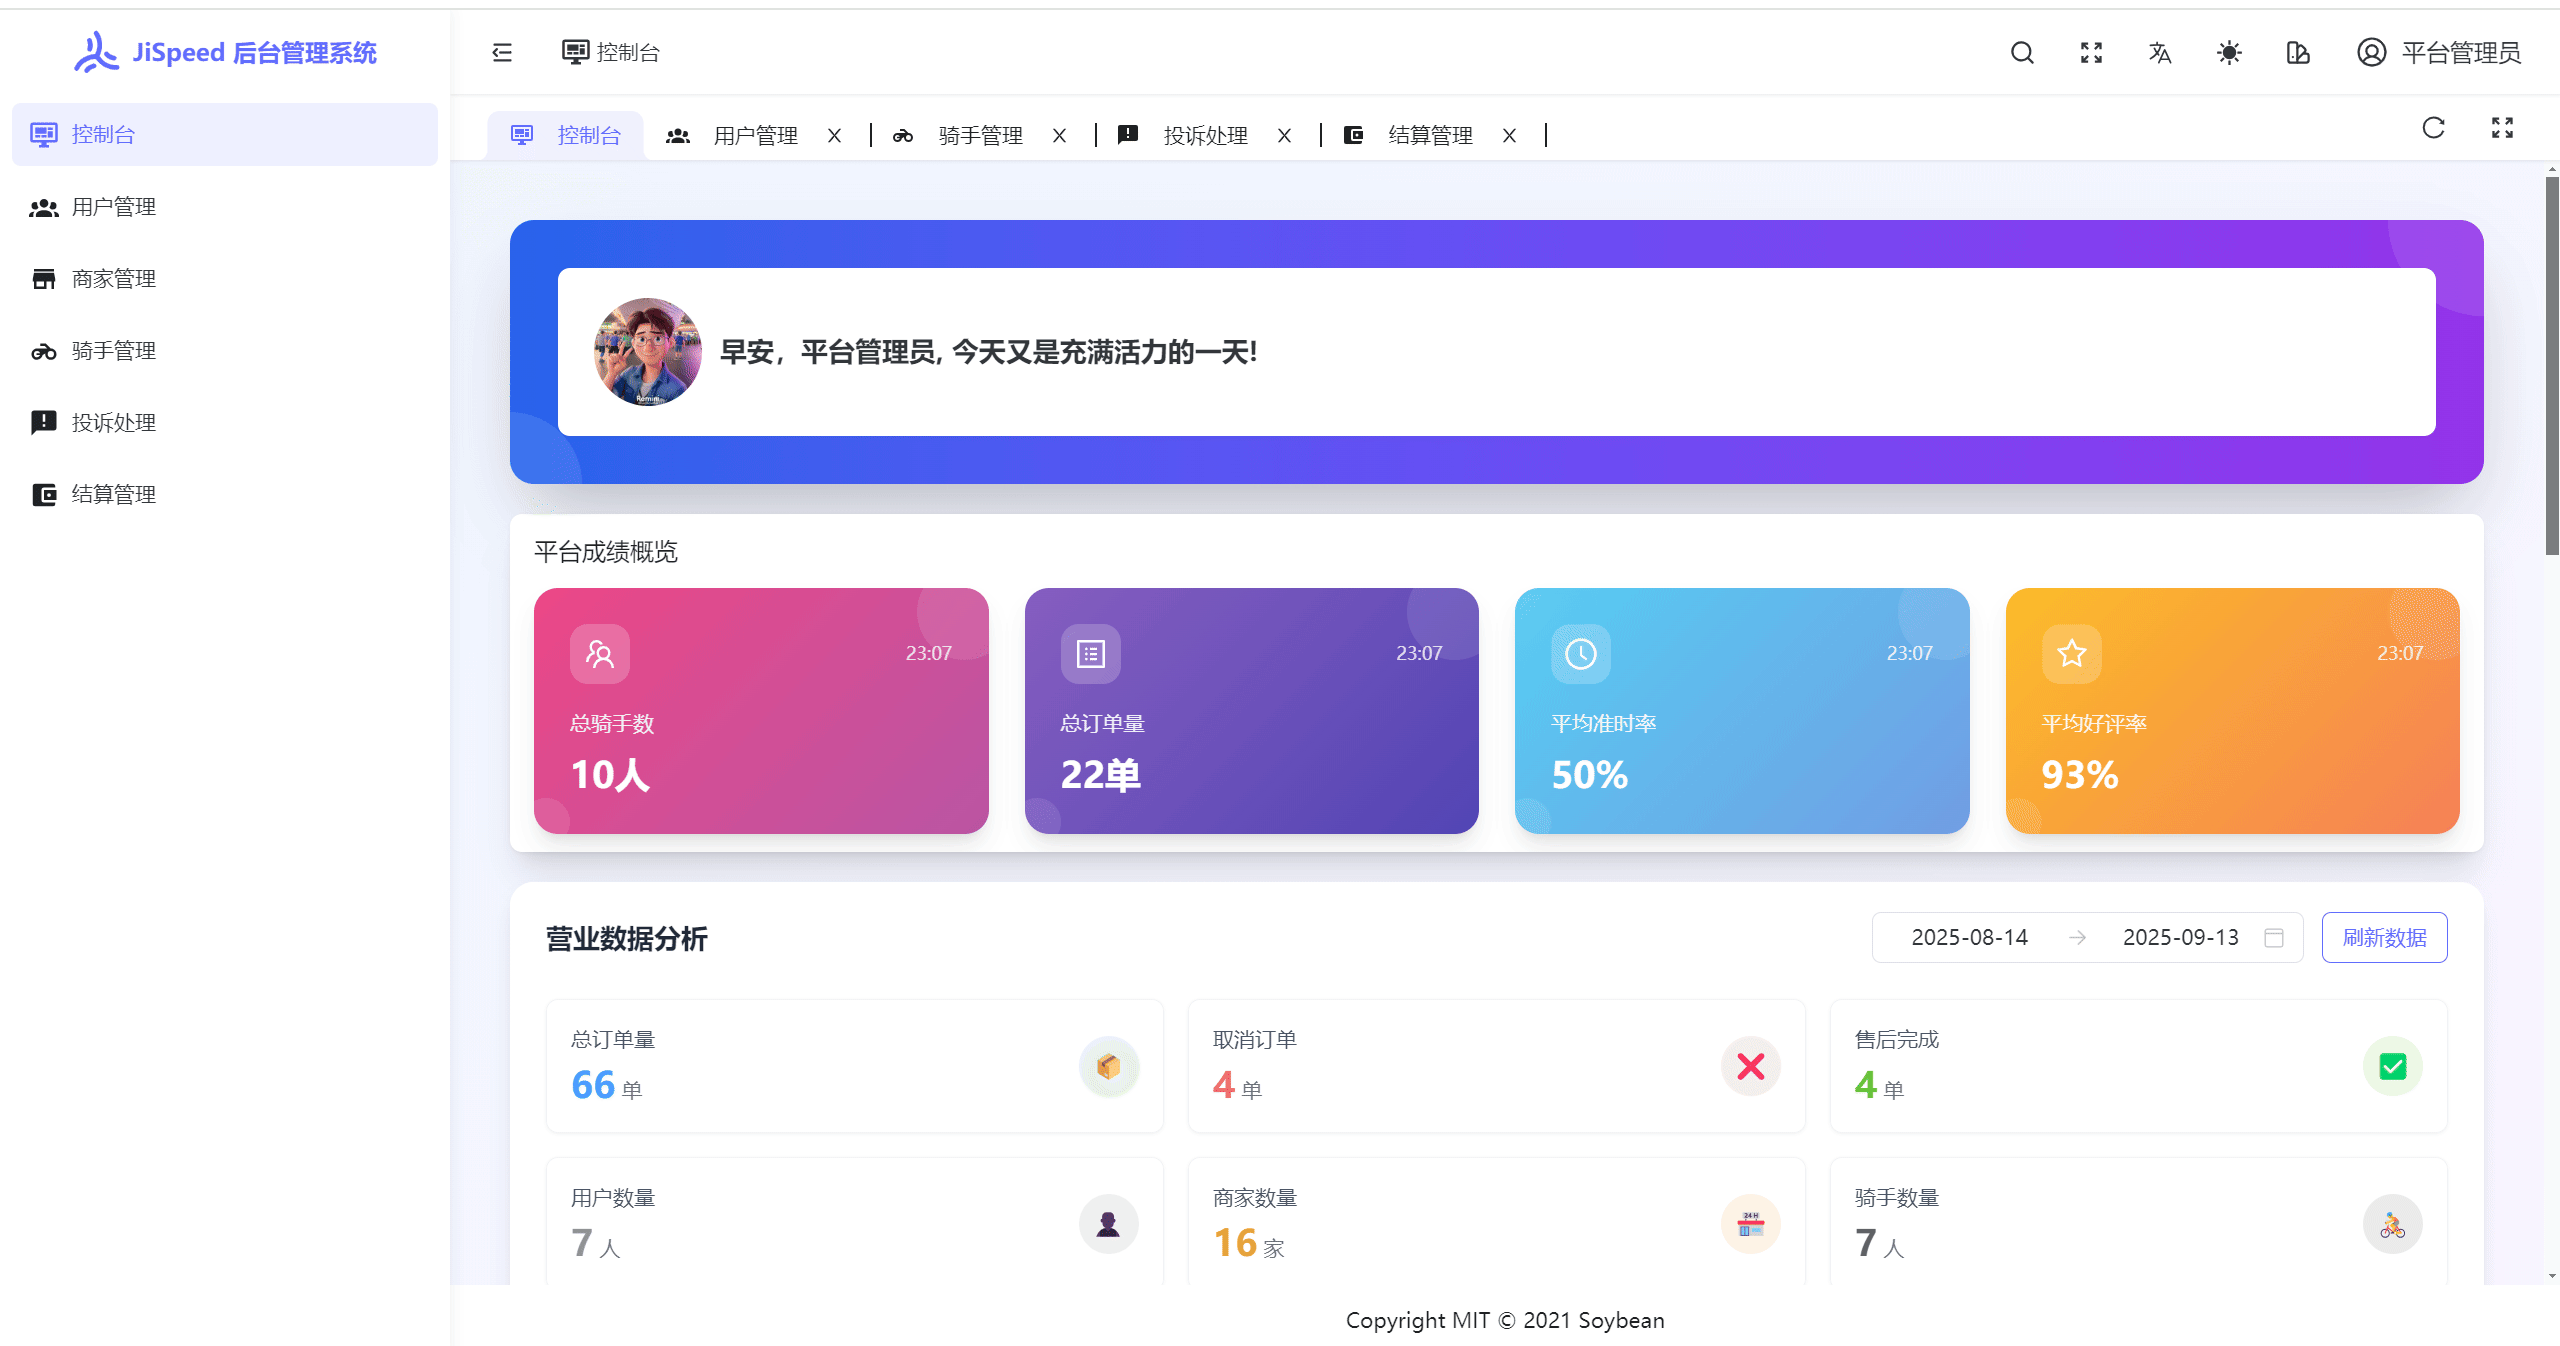 JiSpeed 后台管理系统
控制台
平台管理员
控制台
用户管理
商家管理
骑手管理
投诉处理
结算管理
控制台 用户管理 X 骑手管理 X 投诉处理 X 结算管理 X
Remini
早安，平台管理员, 今天又是充满活力的一天!
平台成绩概览
23:07
总骑手数
10人
23:07
总订单量
22单
23:07
平均准时率
50%
23:07
平均好评率
93%
营业数据分析
2025-08-14 → 2025-09-13
刷新数据
总订单量
66 单
取消订单
4 单
售后完成
4 单
用户数量
7 人
商家数量
24H
16 家
骑手数量
7 人
Copyright MIT © 2021 Soybean